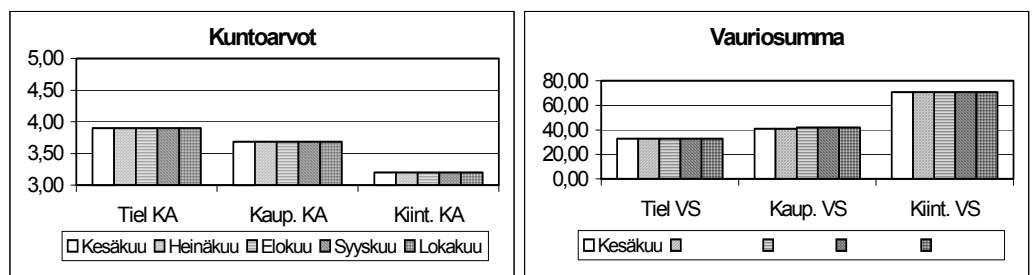 Kuntoarvot
5,00
4,50
4,00
3,50
3,00
Tiel KA Kaup. KA Kiint. KA
Kesäkuu Heinäkuu Elokuu Syyskuu Lokakuu
Vauriosumma
80,00
60,00
40,00
20,00
0,00
Tiel VS Kaup. VS Kiint. VS
Kesäkuu